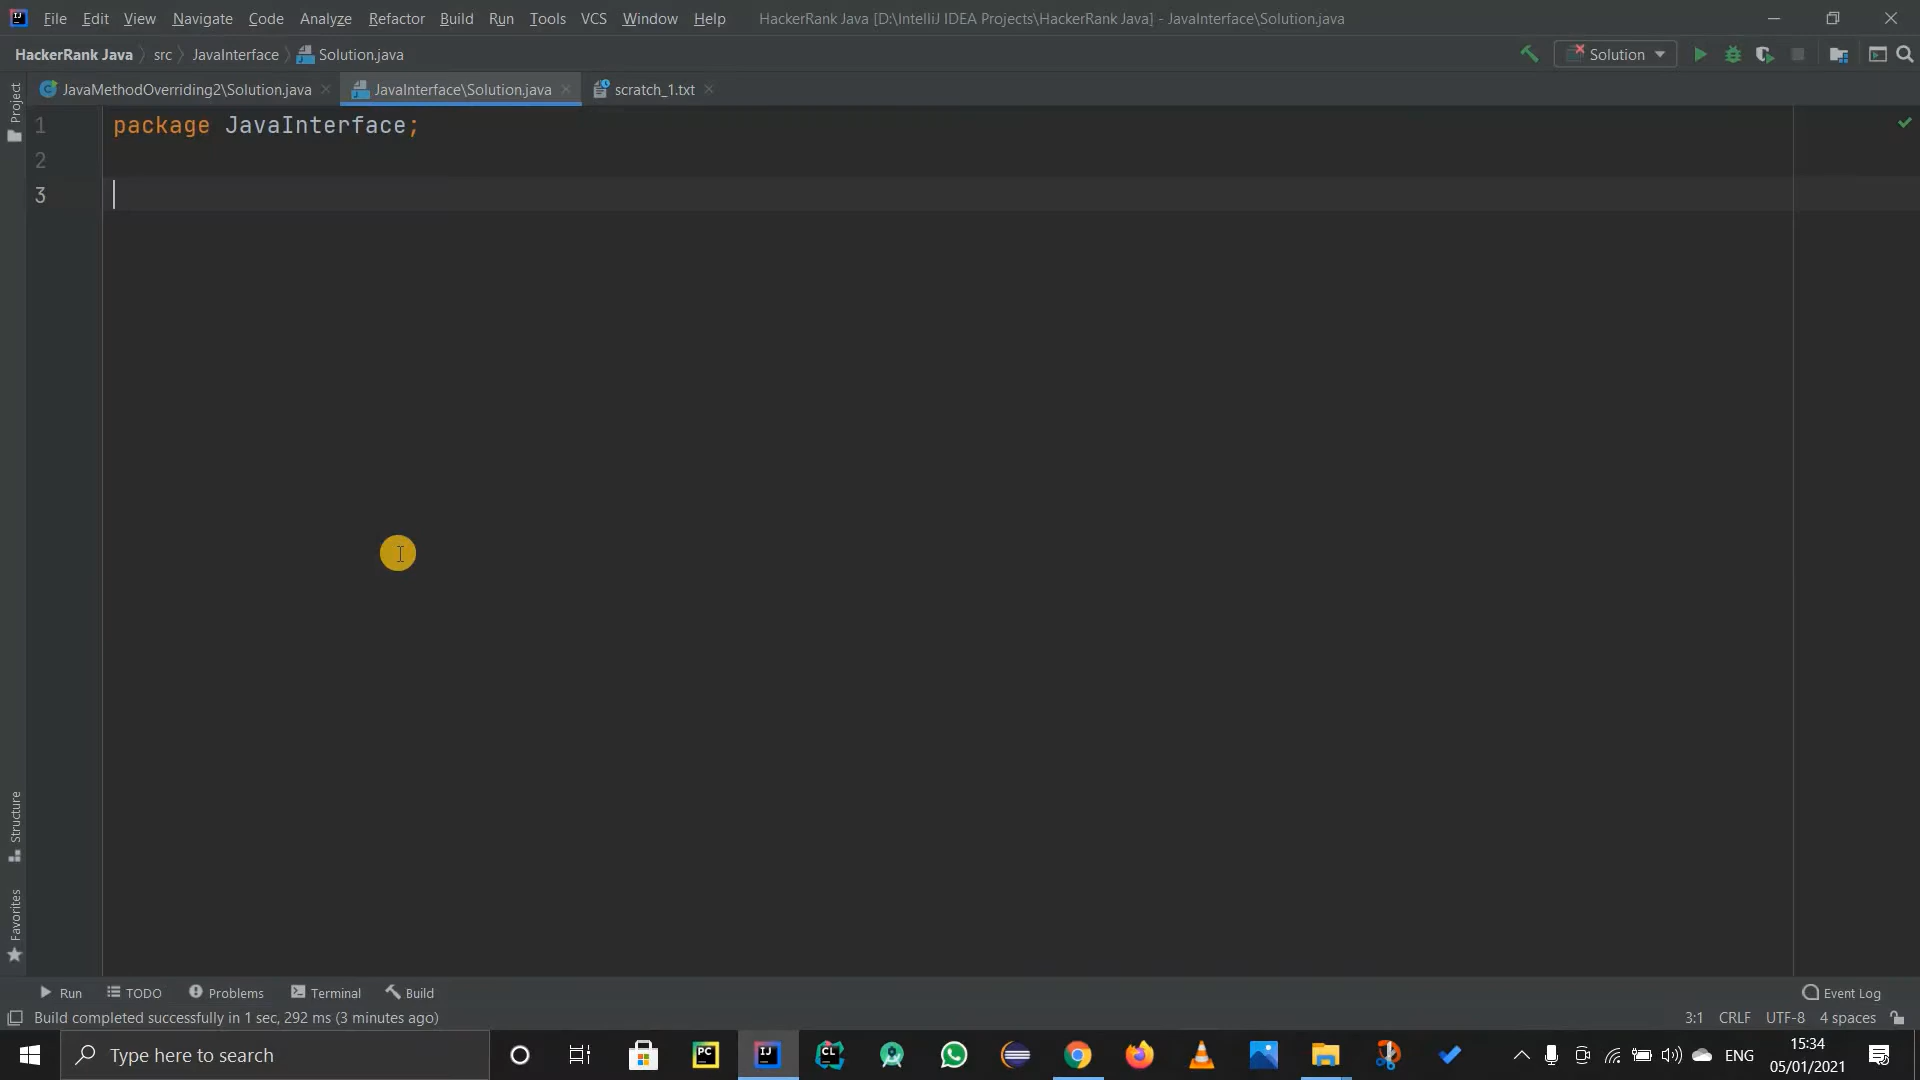 File Edit View Navigate Code Analyze Refactor Build Run Tools VCS Window Help HackerRank Java [D:\IntelliJ IDEA Projects\HackerRank Java] - JavaInterface\Solution.java
HackerRank Java src JavaInterface Solution.java Solution
JavaMethodOverriding2\Solution.java JavaInterface\Solution.java scratch_1.txt
Project
1 package JavaInterface;
2
3
Structure
Favorites
Run TODO Problems Terminal Build Event Log
Build completed successfully in 1 sec, 292 ms (3 minutes ago) 3:1 CRLF UTF-8 4 spaces
Type here to search PC IJ CL ENG 15:34
05/01/2021